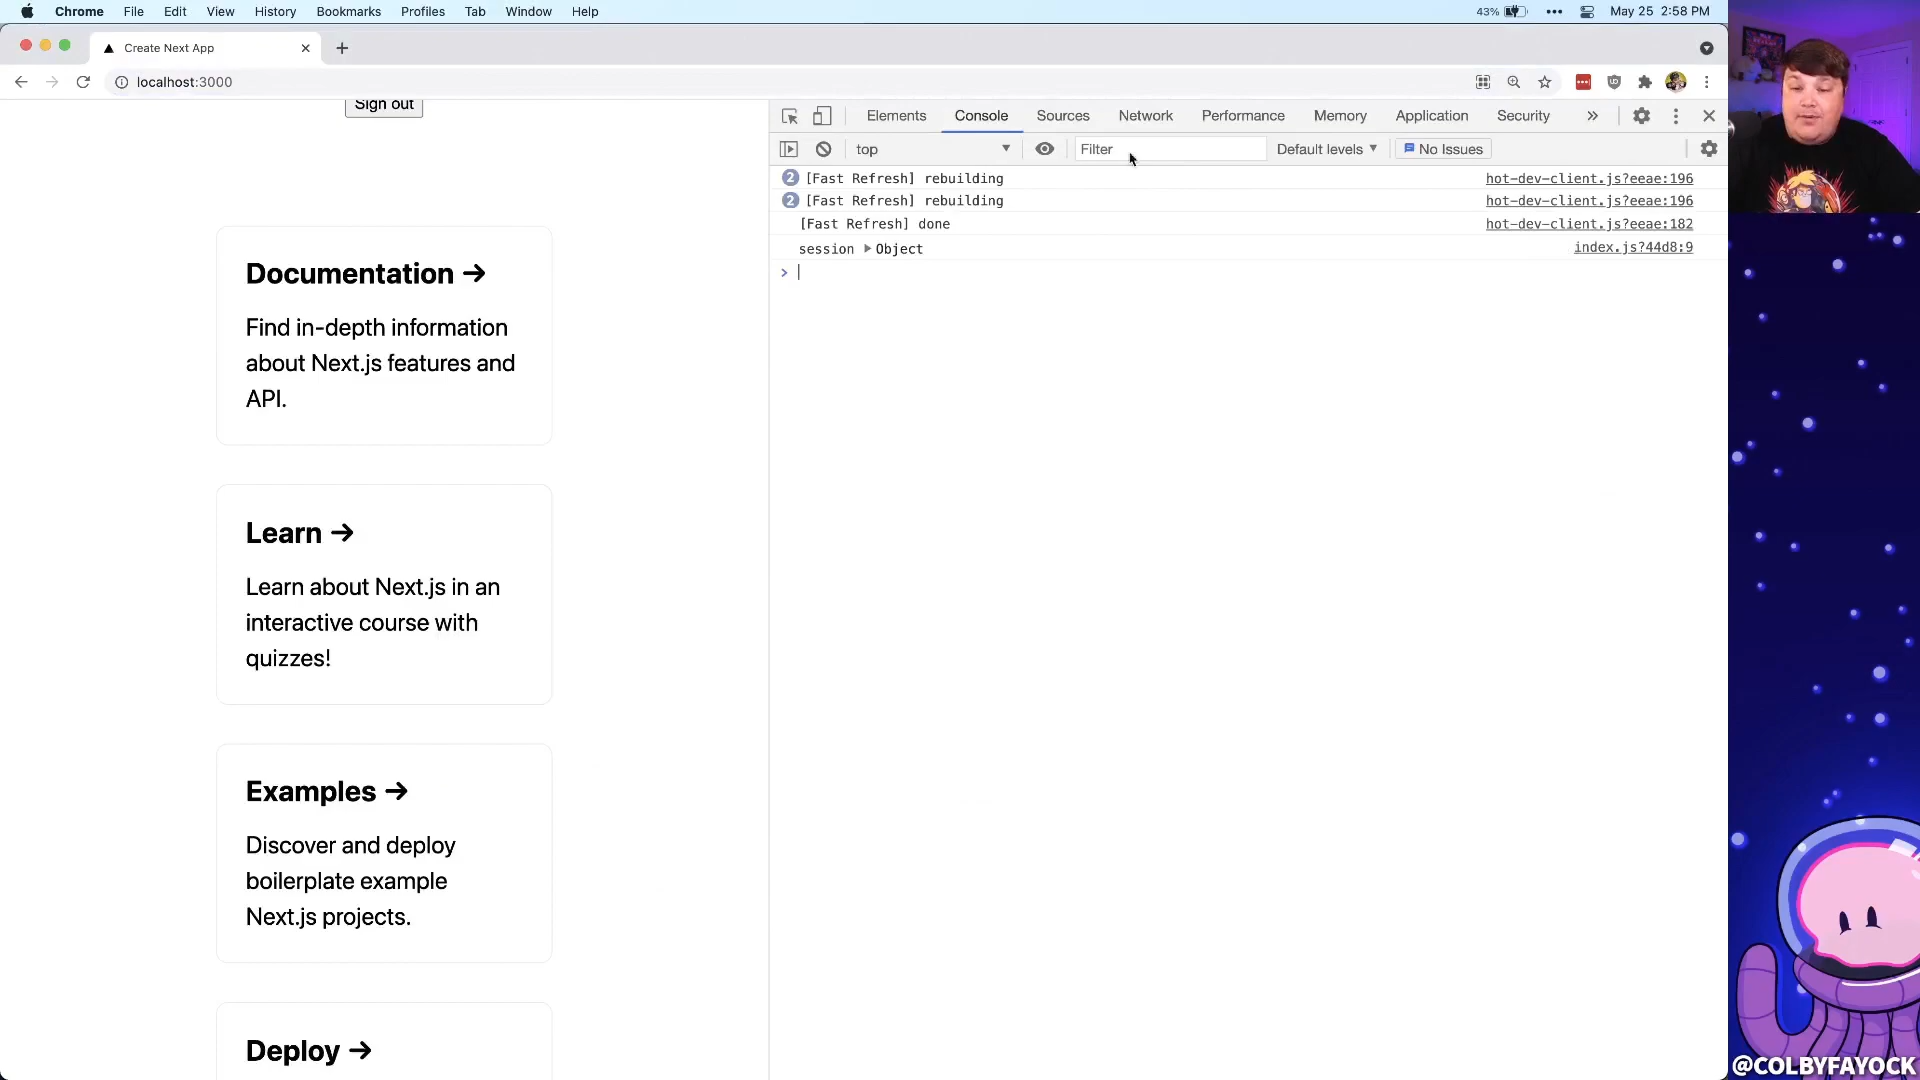 Chrome File Edit View History Bookmarks Profiles Tab Window Help 43% May 25 2:58 PM
Create Next App
localhost:3000
Sign out
Documentation →
Find in-depth information
about Next.js features and
API.
Learn →
Learn about Next.js in an
interactive course with
quizzes!
Examples →
Discover and deploy
boilerplate example
Next.js projects.
Deploy →
Elements Console Sources Network Performance Memory Application Security
top Filter Default levels No Issues
2 [Fast Refresh] rebuilding hot-dev-client.js?eeae:196
2 [Fast Refresh] rebuilding hot-dev-client.js?eeae:196
[Fast Refresh] done hot-dev-client.js?eeae:182
session Object index.js?44d8:9
@COLBYFAYOCK